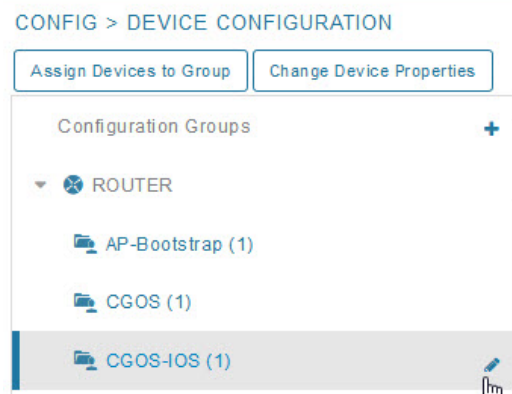 CONFIG > DEVICE CONFIGURATION
Assign Devices to Group Change Device Properties
Configuration Groups
ROUTER
AP-Bootstrap (1)
CGOS (1)
CGOS-IOS (1)